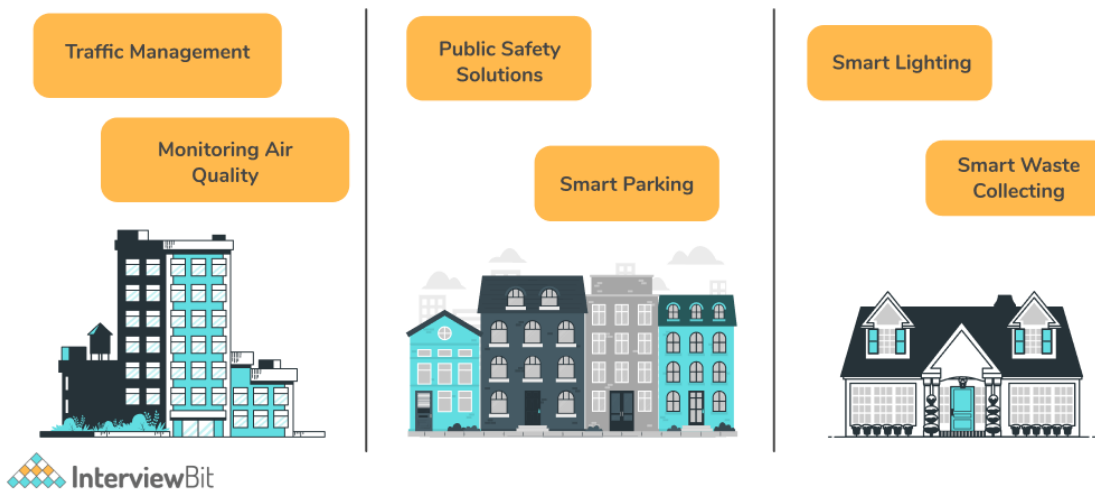 Traffic Management
Monitoring Air
Quality
Public Safety
Solutions
Smart Parking
Smart Lighting
Smart Waste
Collecting
InterviewBit